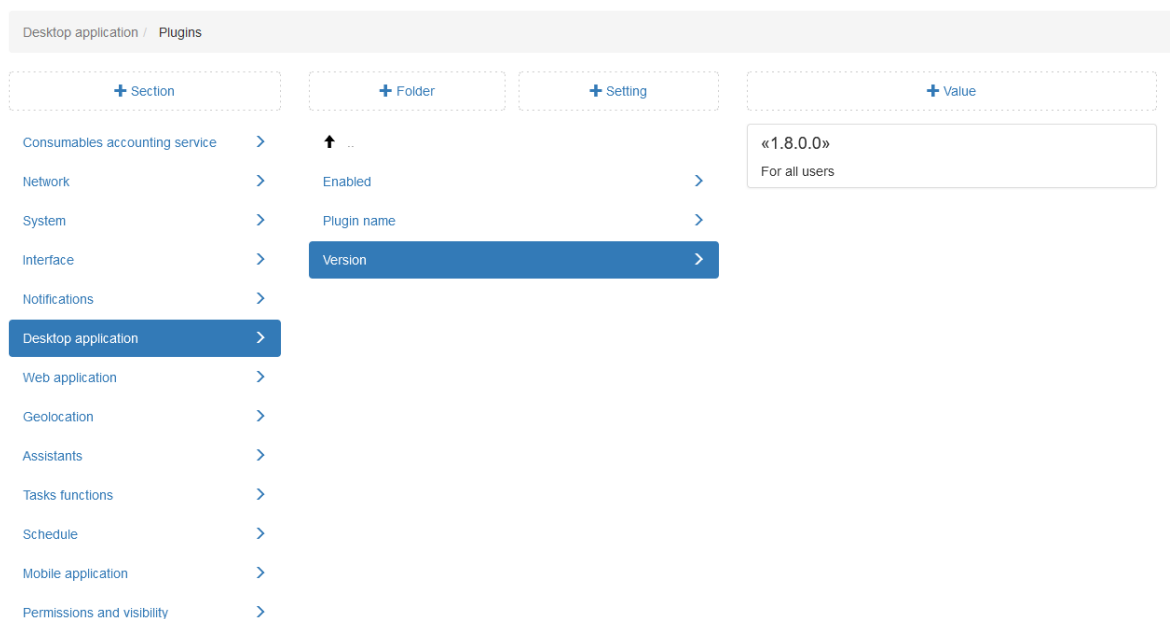 Desktop application / Plugins
+ Section
+ Folder
+ Setting
+ Value
Consumables accounting service
Network
System
Interface
Notifications
Desktop application
Web application
Geolocation
Assistants
Tasks functions
Schedule
Mobile application
Permissions and visibility
..
Enabled
Plugin name
Version
«1.8.0.0»
For all users